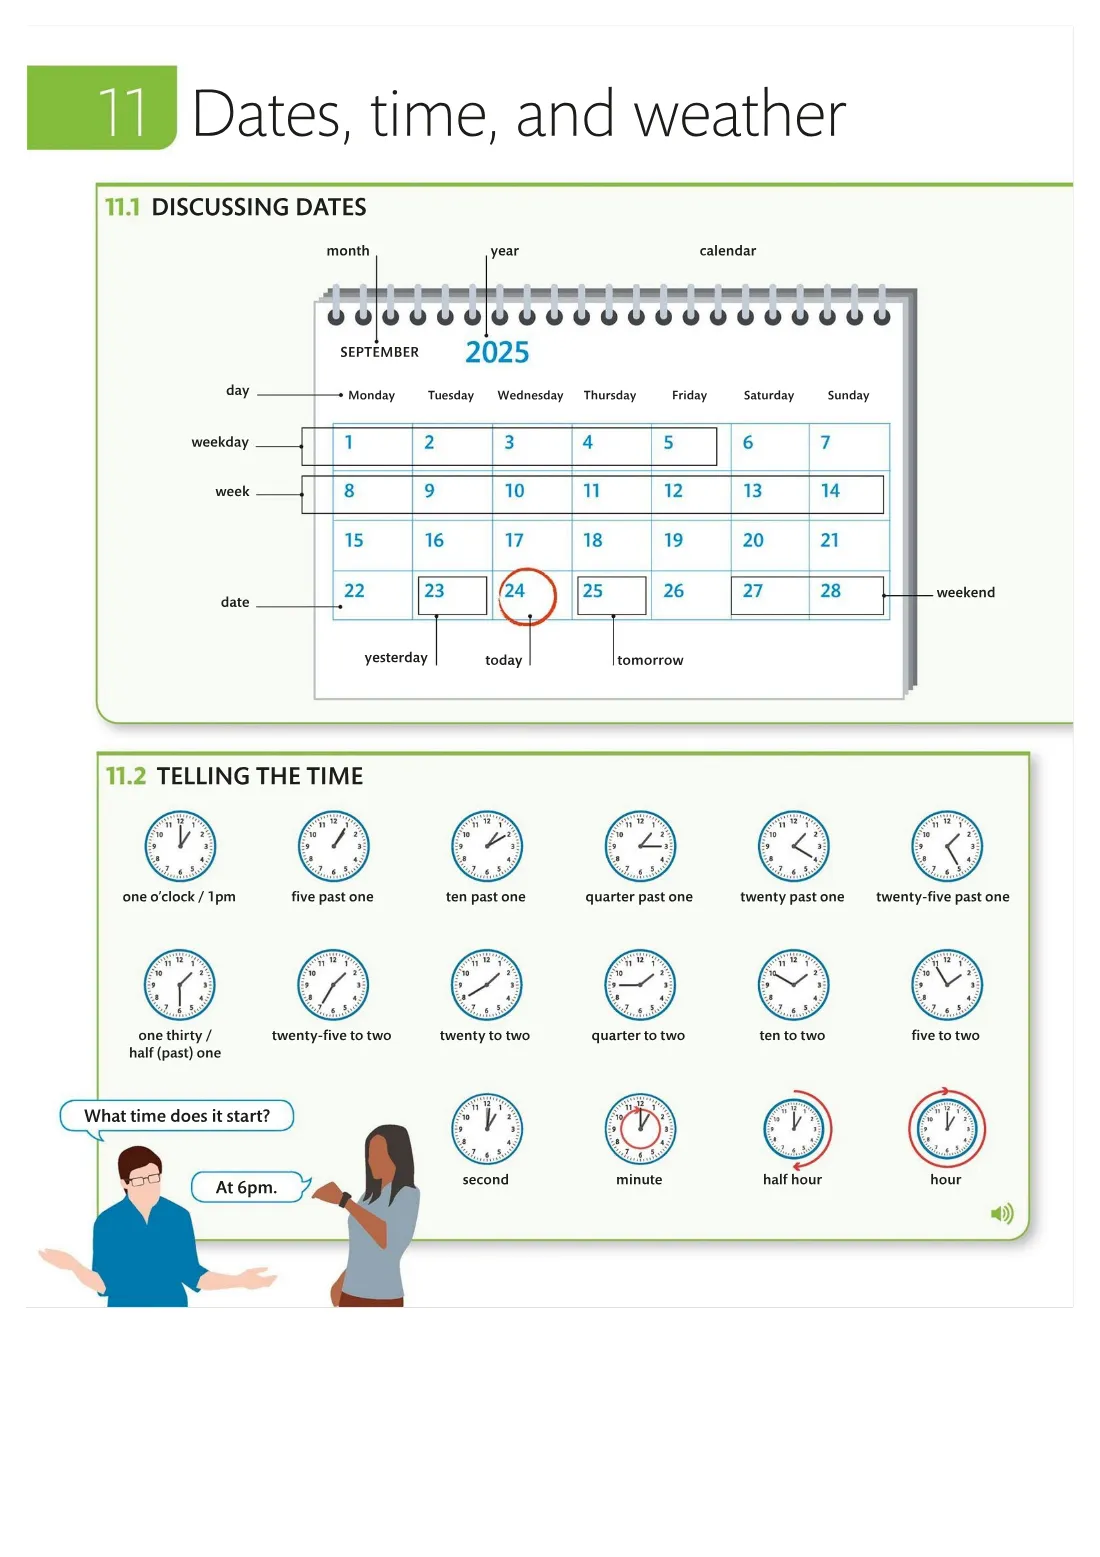 11 Dates, time, and weather
11.1 DISCUSSING DATES
month year calendar
SEPTEMBER 2025
day Monday Tuesday Wednesday Thursday Friday Saturday Sunday
weekday 1 2 3 4 5 6 7
week 8 9 10 11 12 13 14
15 16 17 18 19 20 21
date 22 23 24 25 26 27 28 weekend
yesterday today tomorrow
11.2 TELLING THE TIME
one o'clock / 1pm five past one ten past one quarter past one twenty past one twenty-five past one
one thirty / twenty-five to two twenty to two quarter to two ten to two five to two
half (past) one
What time does it start?
At 6pm.
second minute half hour hour